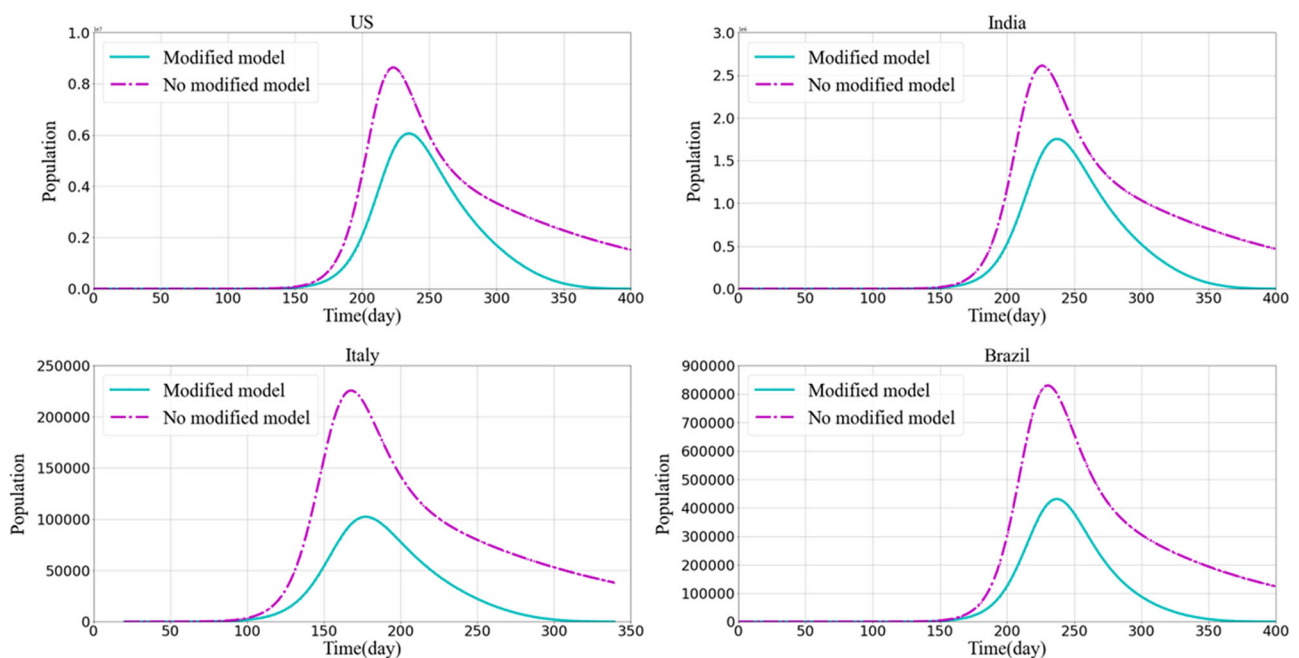 US
1e7
1.0
0.8
0.6
0.4
0.2
0.0
Population
Modified model
No modified model
0 50 100 150 200 250 300 350 400
Time(day)
India
1e6
3.0
2.5
2.0
1.5
1.0
0.5
0.0
Population
Modified model
No modified model
0 50 100 150 200 250 300 350 400
Time(day)
Italy
250000
200000
150000
100000
50000
0
Population
Modified model
No modified model
0 50 100 150 200 250 300 350
Time(day)
Brazil
900000
800000
700000
600000
500000
400000
300000
200000
100000
0
Population
Modified model
No modified model
0 50 100 150 200 250 300 350 400
Time(day)